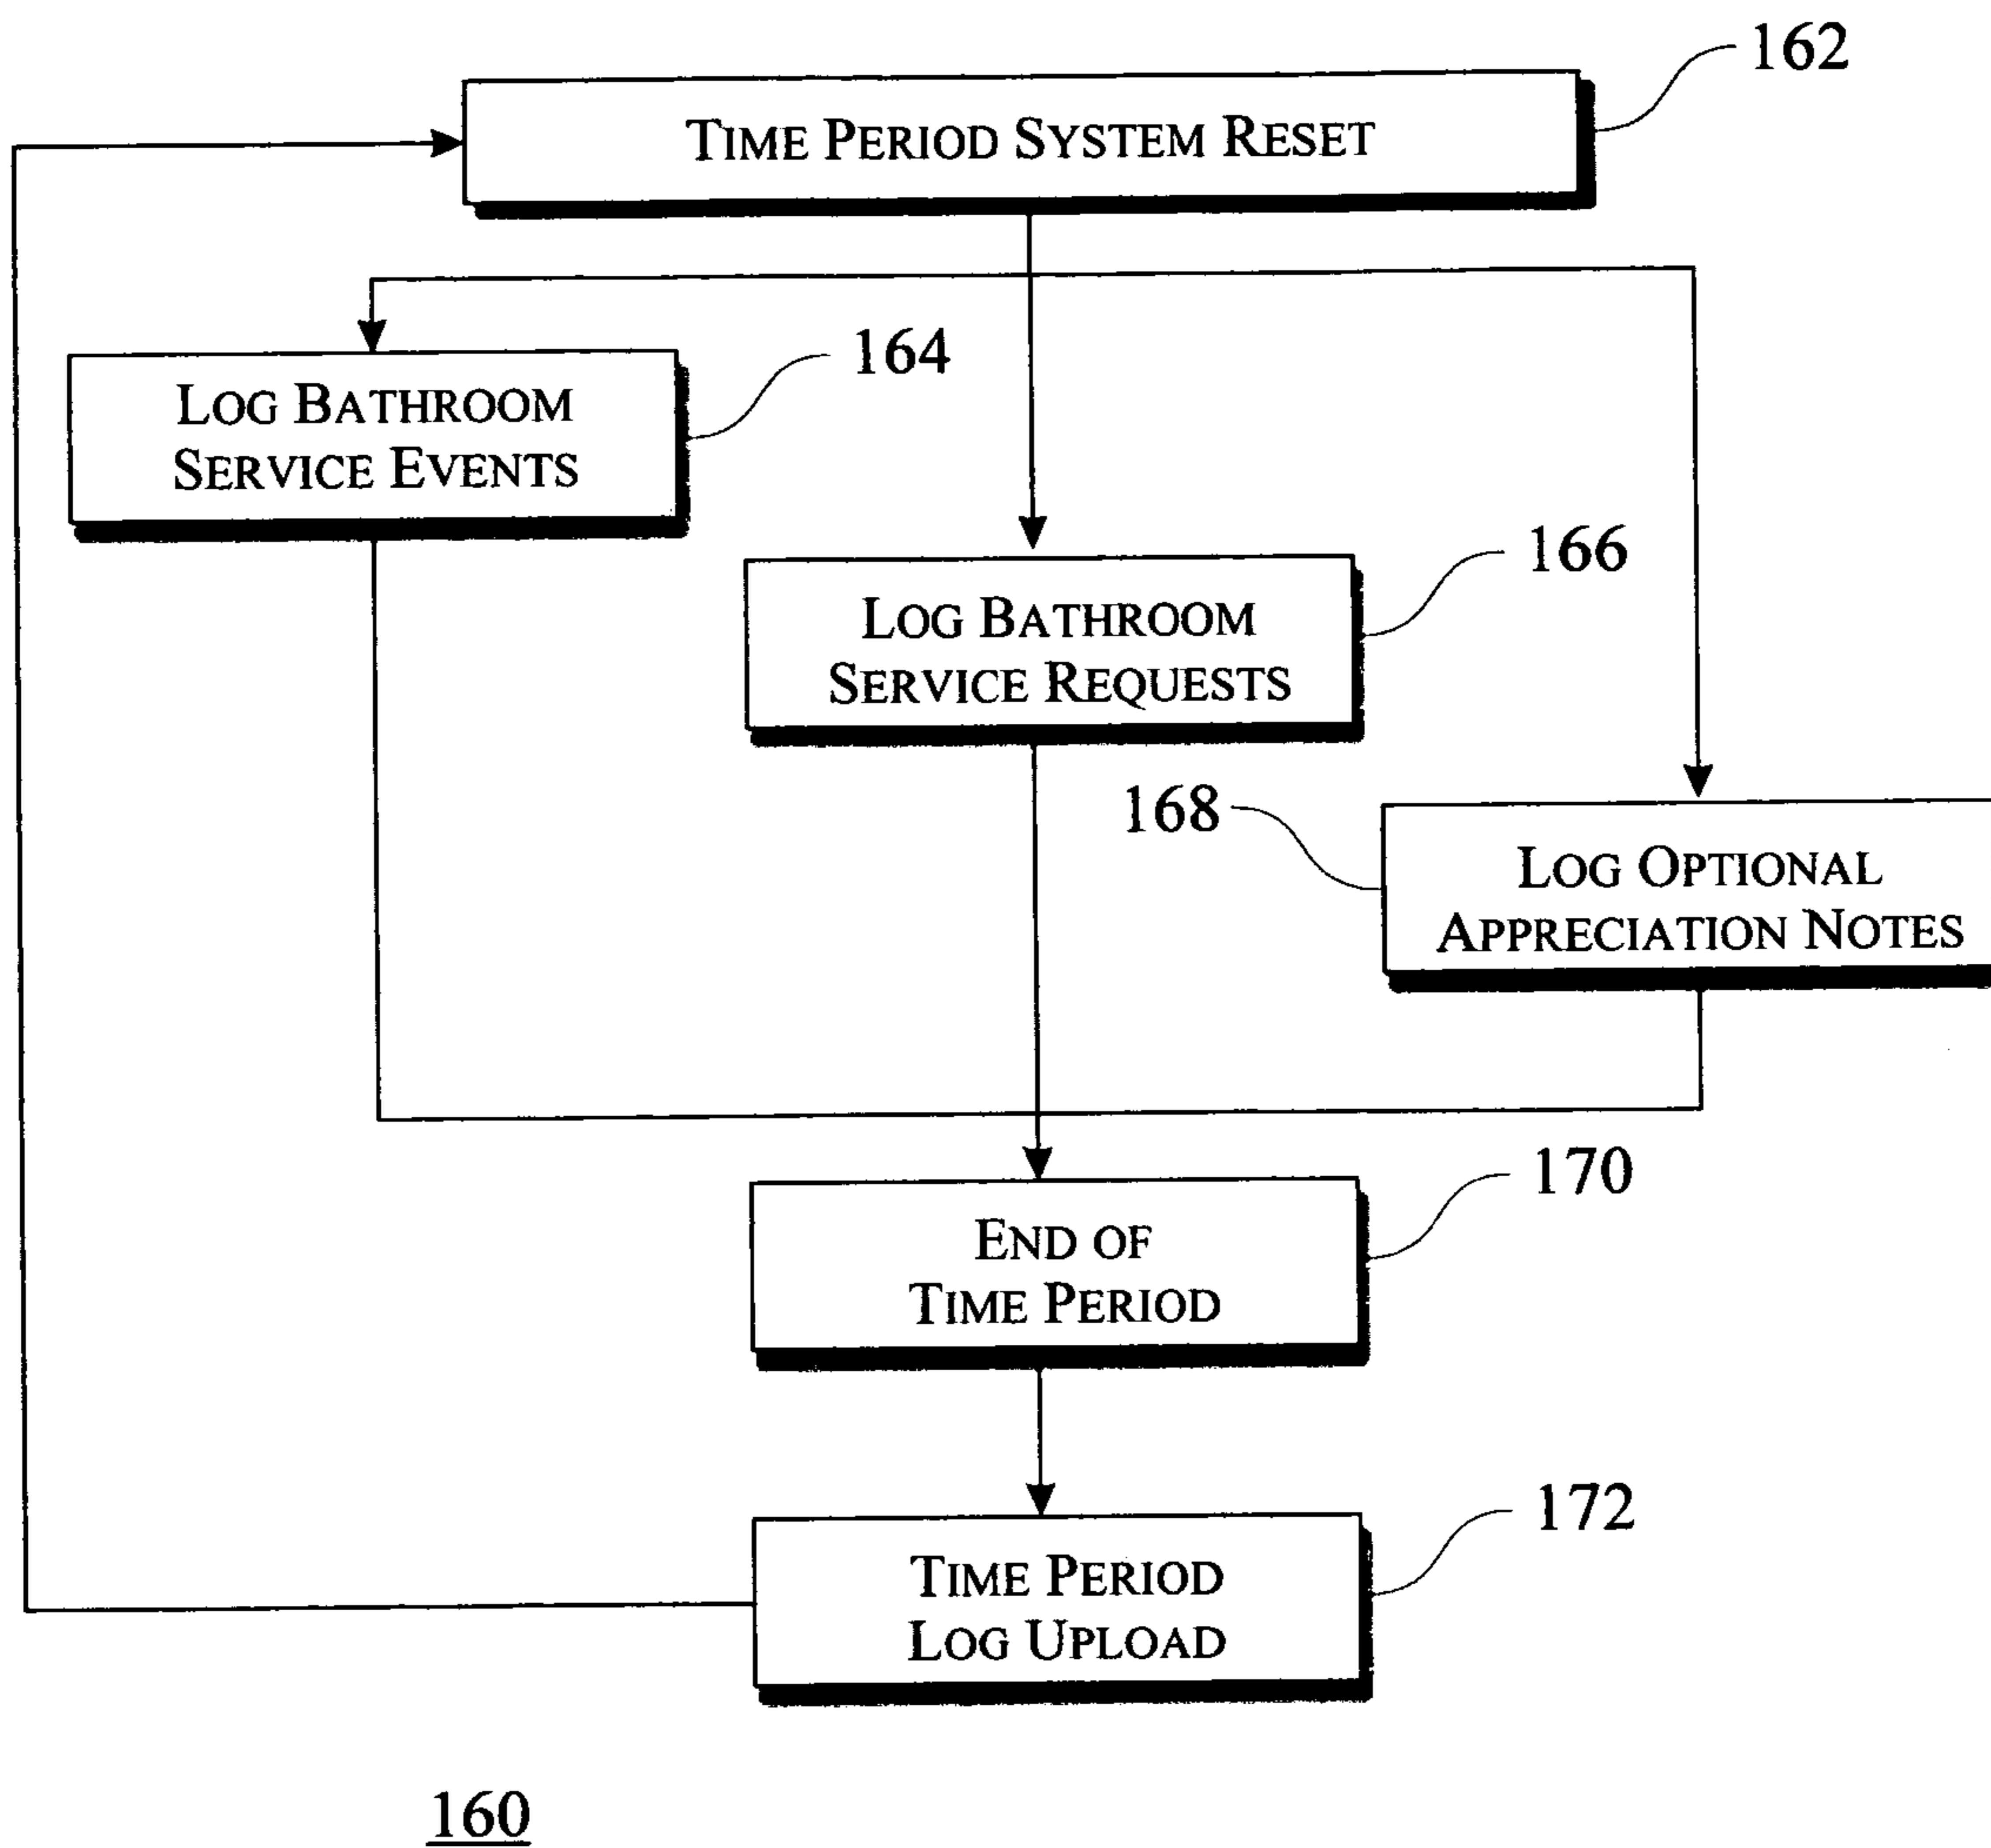 162
TIME PERIOD SYSTEM RESET
164
LOG BATHROOM
SERVICE EVENTS
166
LOG BATHROOM
SERVICE REQUESTS
168
LOG OPTIONAL
APPRECIATION NOTES
170
END OF
TIME PERIOD
172
TIME PERIOD
LOG UPLOAD
160